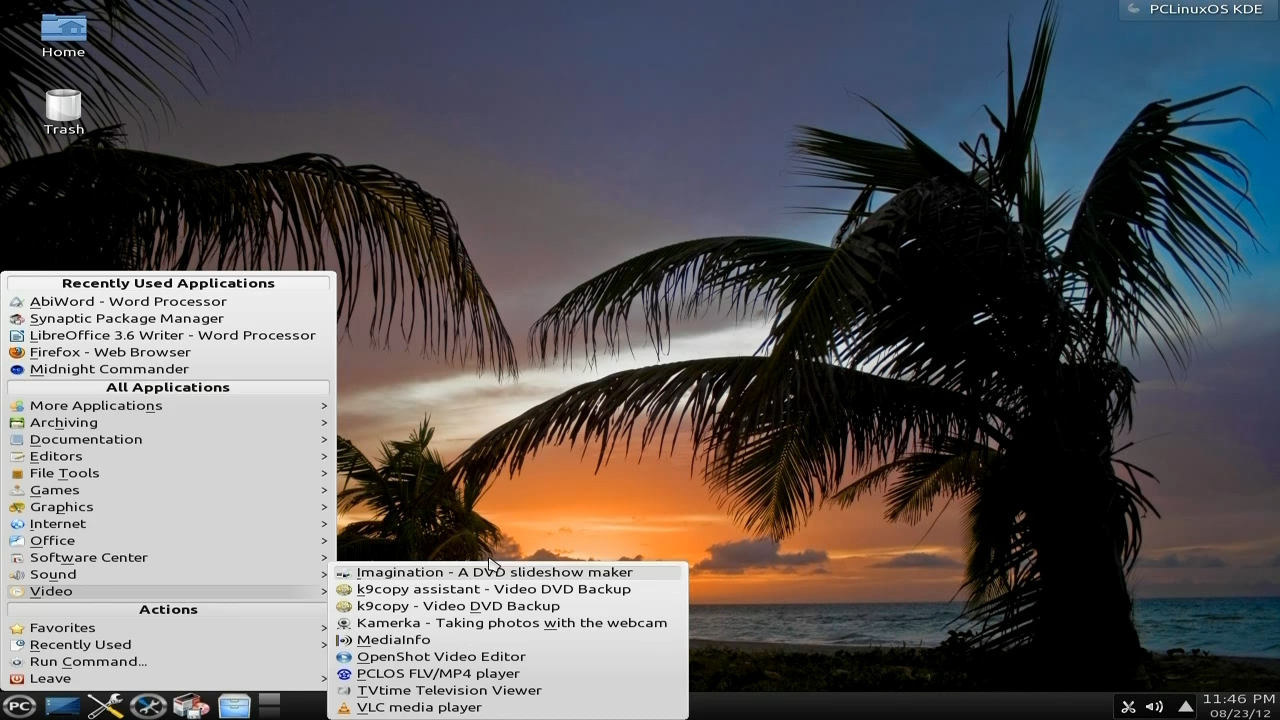 PCLinuxOS KDE
Home
Trash
Recently Used Applications
AbiWord - Word Processor
Synaptic Package Manager
LibreOffice 3.6 Writer - Word Processor
Firefox - Web Browser
Midnight Commander
All Applications
More Applications >
Archiving >
Documentation >
Editors >
File Tools >
Games >
Graphics >
Internet >
Office >
Software Center >
Sound >
Video >
Actions
Favorites >
Recently Used >
Run Command...
Leave >
Imagination - A DVD slideshow maker
k9copy assistant - Video DVD Backup
k9copy - Video DVD Backup
Kamerka - Taking photos with the webcam
MediaInfo
OpenShot Video Editor
PCLOS FLV/MP4 player
TVtime Television Viewer
VLC media player
PC
11:46 PM
08/23/12